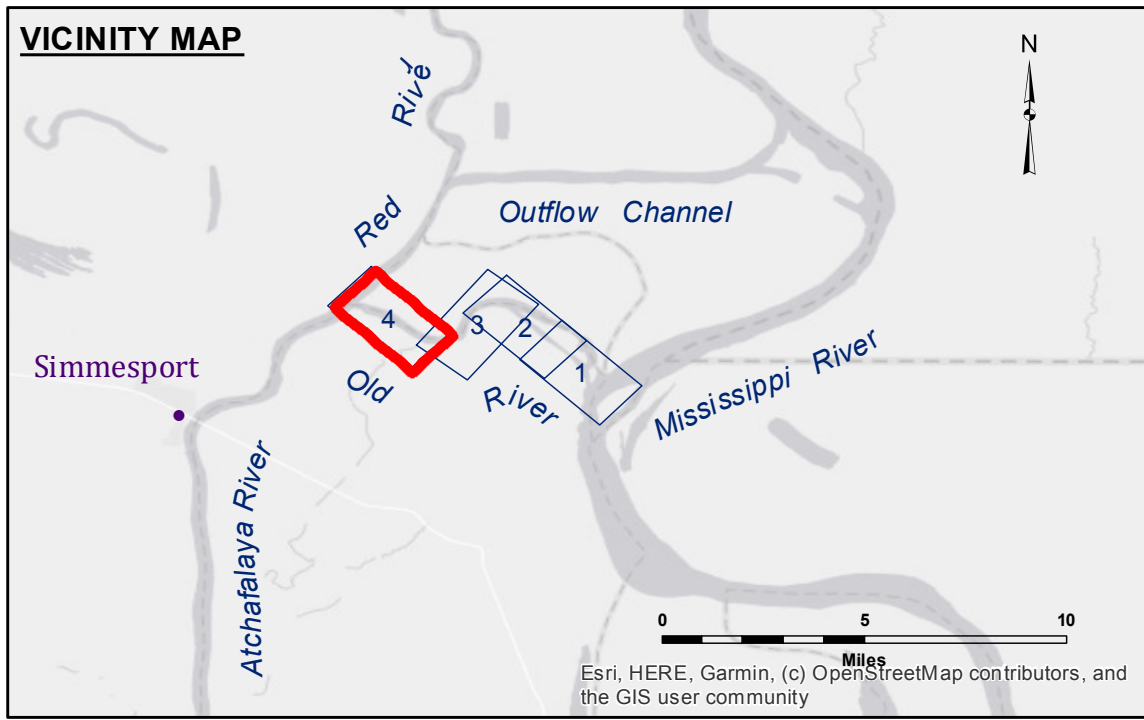 VICINITY MAP
N
Red River
Outflow Channel
4
3
2
1
Simmesport
Old River
Mississippi River
Atchafalaya River
0 5 10
Miles
Esri, HERE, Garmin, (c) OpenStreetMap contributors, and
the GIS user community